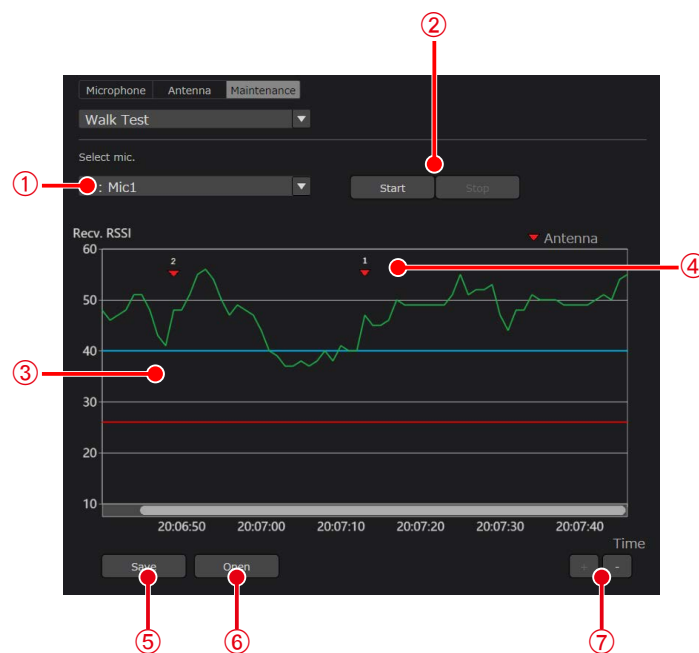 ②
Microphone Antenna Maintenance
Walk Test
Select mic.
① : Mic1 Start Stop
Recv. RSSI Antenna
60
2 1 ④
50
40
③
30
20
10
20:06:50 20:07:00 20:07:10 20:07:20 20:07:30 20:07:40
Time
Save Open + -
⑤ ⑥ ⑦